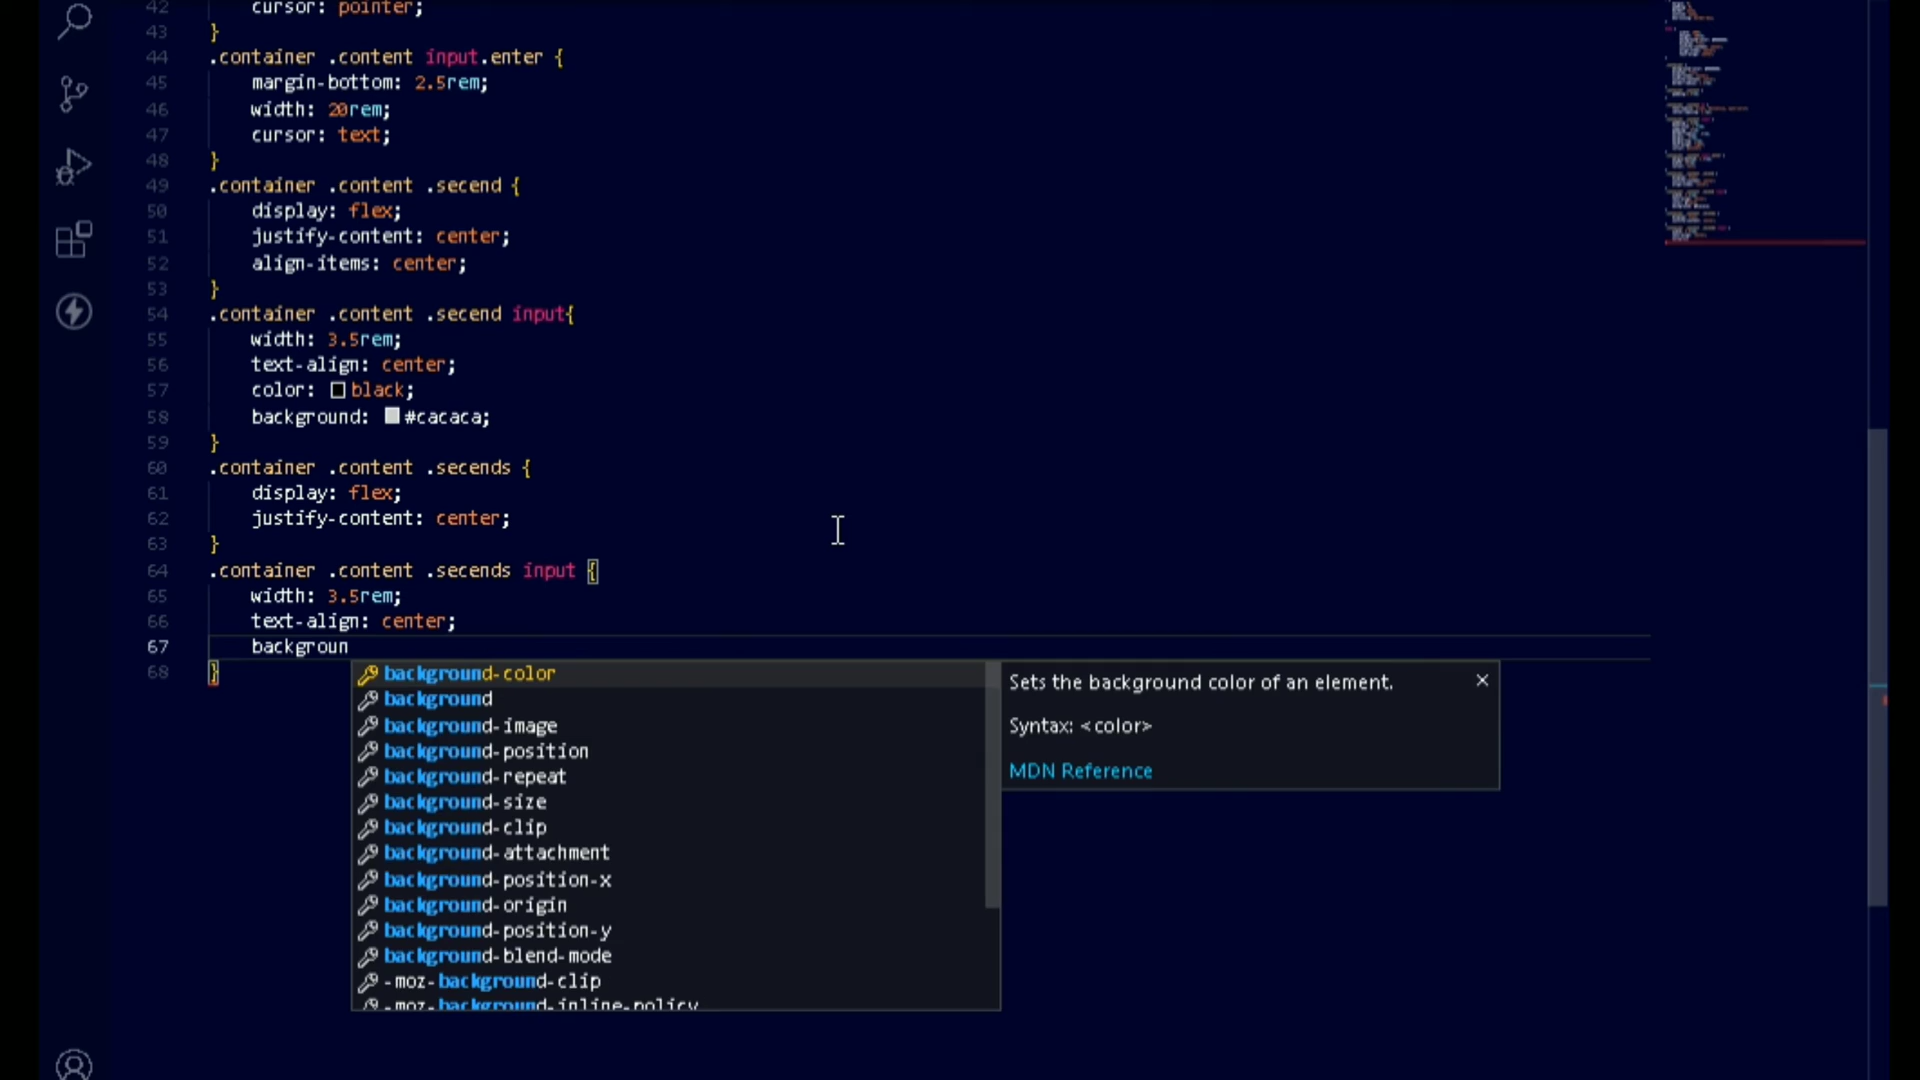 42 cursor: pointer;
43 }
44 .container .content input.enter {
45 margin-bottom: 2.5rem;
46 width: 20rem;
47 cursor: text;
48 }
49 .container .content .secend {
50 display: flex;
51 justify-content: center;
52 align-items: center;
53 }
54 .container .content .secend input{
55 width: 3.5rem;
56 text-align: center;
57 color: black;
58 background: #cacaca;
59 }
60 .container .content .secends {
61 display: flex;
62 justify-content: center;
63 }
64 .container .content .secends input {
65 width: 3.5rem;
66 text-align: center;
67 backgroun
68 }
background-color
background
background-image
background-position
background-repeat
background-size
background-clip
background-attachment
background-position-x
background-origin
background-position-y
background-blend-mode
-moz-background-clip
-moz-background-inline-policy
Sets the background color of an element.
Syntax: <color>
MDN Reference